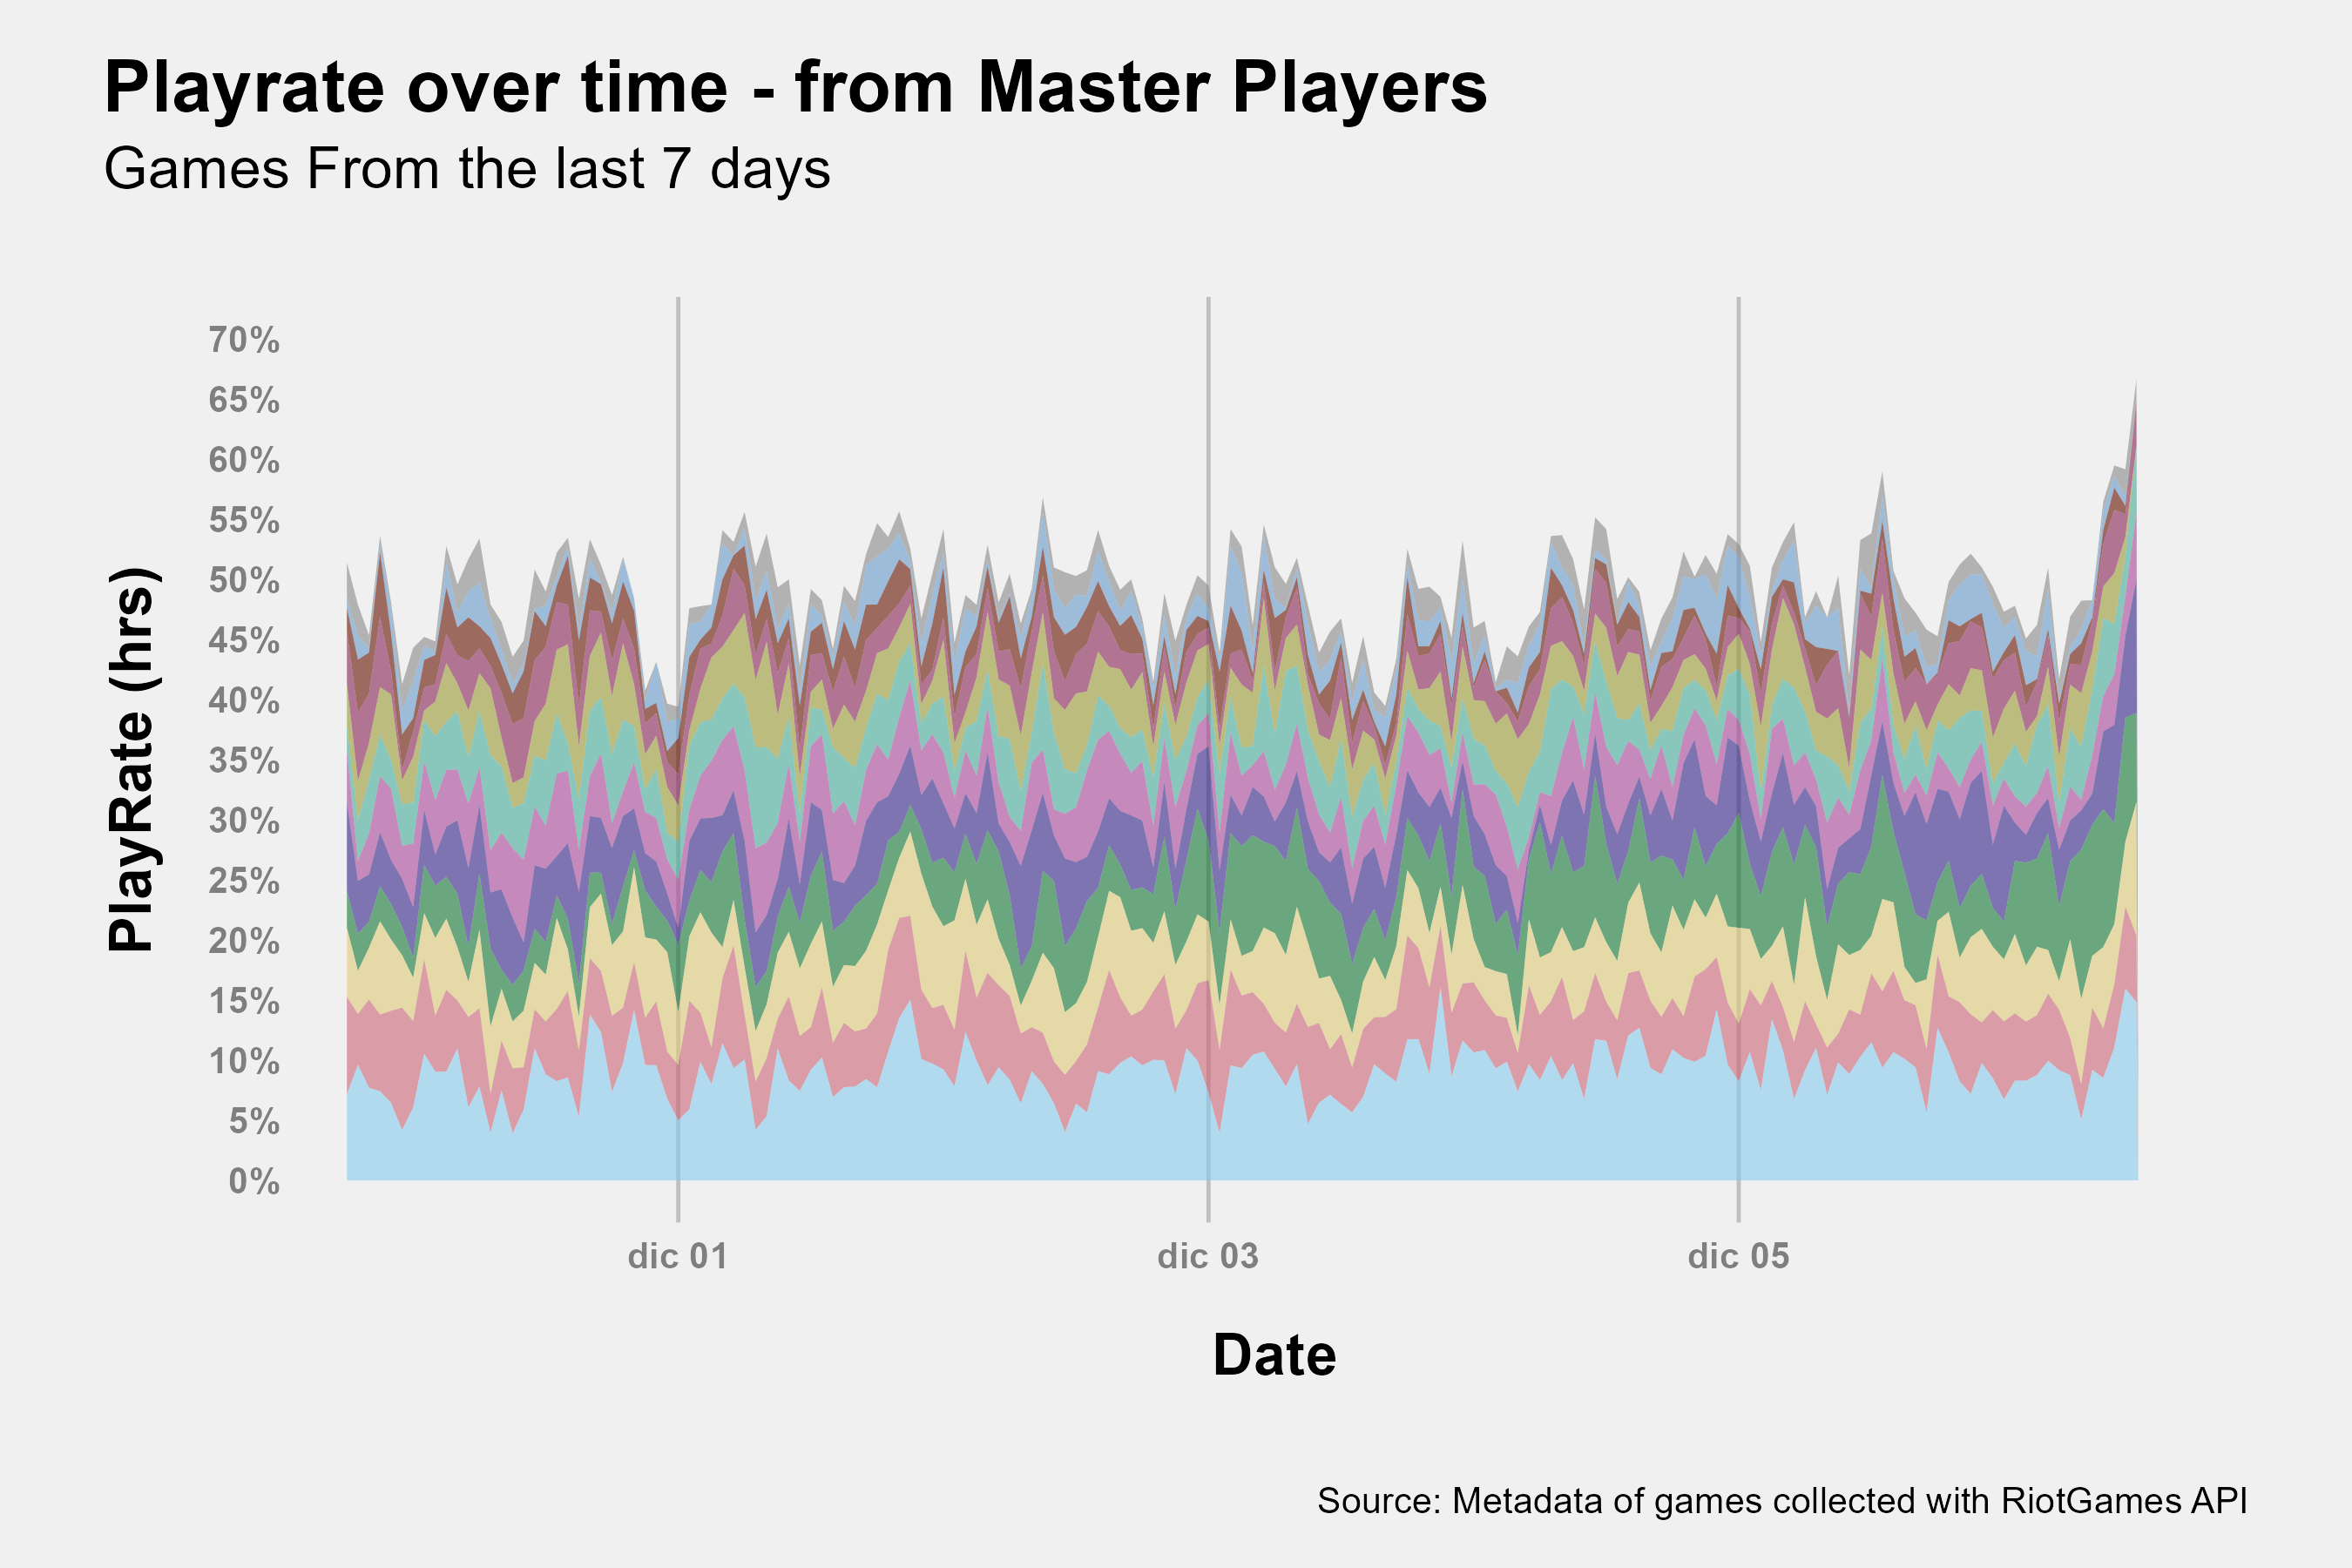 Playrate over time - from Master Players
Games From the last 7 days
70%
65%
60%
55%
50%
45%
40%
35%
30%
25%
20%
15%
10%
5%
0%
PlayRate (hrs)
dic 01
dic 03
dic 05
Date
Source: Metadata of games collected with RiotGames API